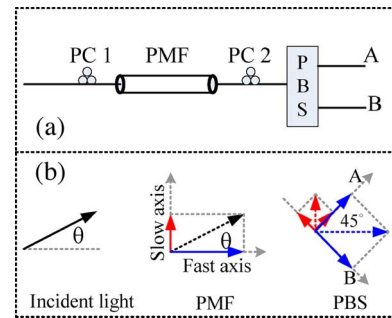 PC 1 PMF PC 2 P B S A
B
(a)
(b)
θ
Slow axis θ
Fast axis
A
45°
B
Incident light PMF PBS